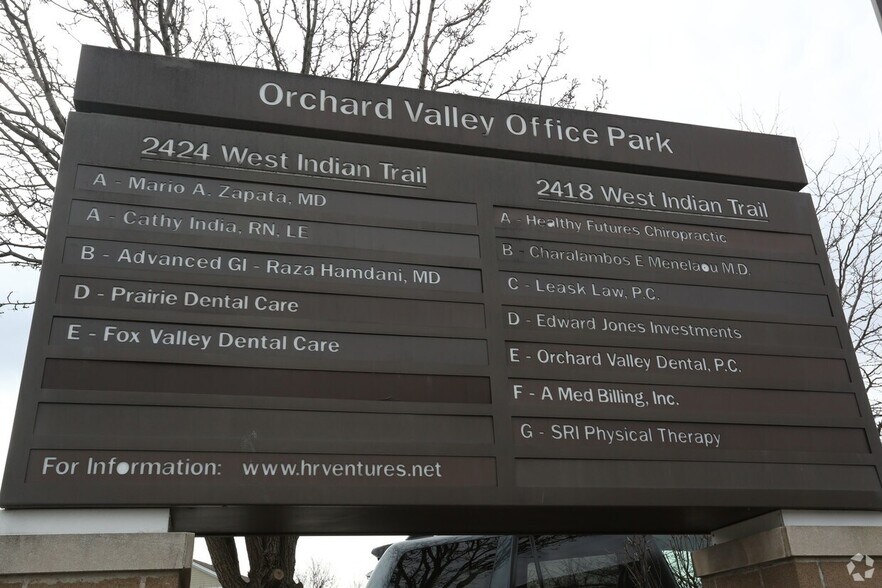 Orchard Valley Office Park
2424 West Indian Trail
A - Mario A. Zapata, MD
A - Cathy India, RN, LE
B - Advanced GI - Raza Hamdani, MD
D - Prairie Dental Care
E - Fox Valley Dental Care
For Information: www.hrventures.net
2418 West Indian Trail
A - Healthy Futures Chiropractic
B - Charalambos E Menelaou M.D.
C - Leask Law, P.C.
D - Edward Jones Investments
E - Orchard Valley Dental, P.C.
F - A Med Billing, Inc.
G - SRI Physical Therapy